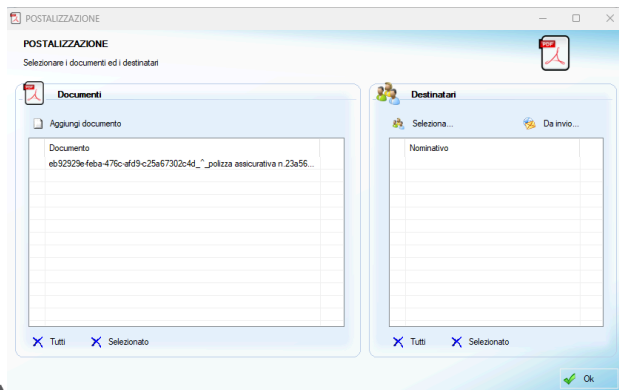 POSTALIZZAZIONE
POSTALIZZAZIONE
Selezionare i documenti ed i destinatari
PDF
Documenti
Aggiungi documento
Documento
eb92929e-feba-476c-afd9-c25a67302c4d_^_polizza assicurativa n.23a56...
Tutti
Selezionato
Destinatari
Seleziona...
Da invio...
Nominativo
Tutti
Selezionato
Ok